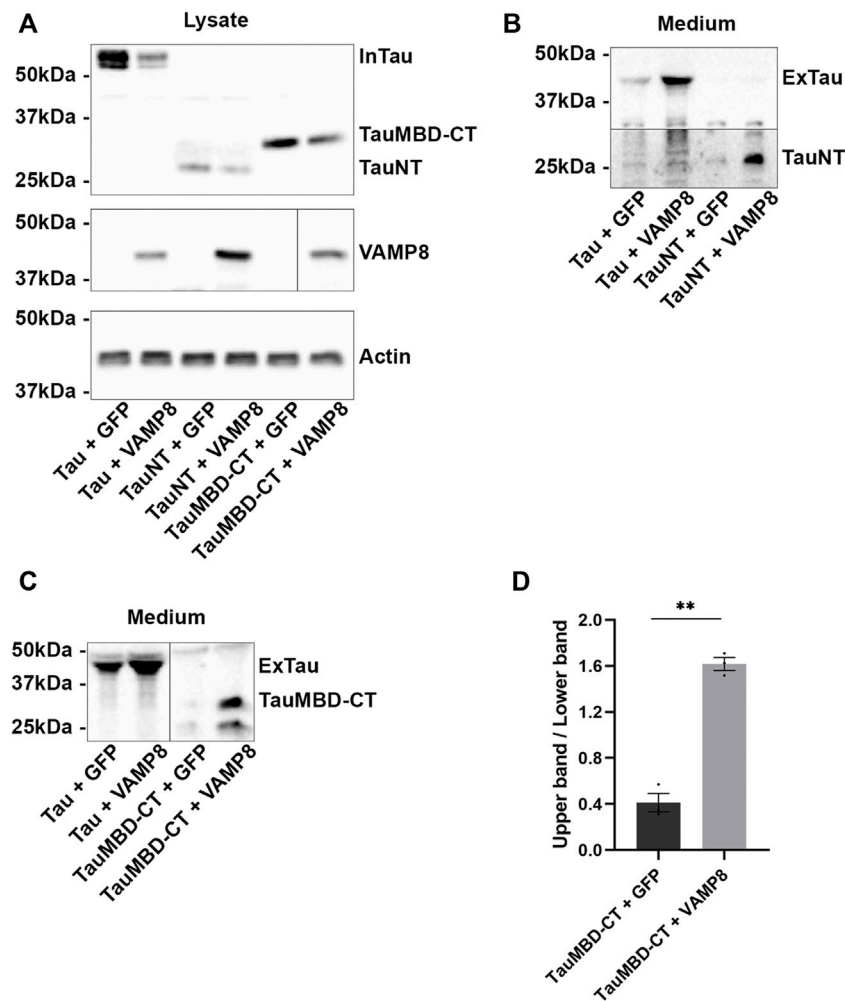 A
Lysate
50kDa -
37kDa -
25kDa -
InTau
TauMBD-CT
TauNT
50kDa -
37kDa -
VAMP8
50kDa -
37kDa -
Actin
Tau + GFP
Tau + VAMP8
TauNT + GFP
TauNT + VAMP8
TauMBD-CT + GFP
TauMBD-CT + VAMP8
B
Medium
50kDa -
37kDa -
25kDa -
ExTau
TauNT
Tau + GFP
Tau + VAMP8
TauNT + GFP
TauNT + VAMP8
C
Medium
50kDa -
37kDa -
25kDa -
ExTau
TauMBD-CT
Tau + GFP
Tau + VAMP8
TauMBD-CT + GFP
TauMBD-CT + VAMP8
D
**
Upper band / Lower band
2.0
1.6
1.2
0.8
0.4
0.0
TauMBD-CT + GFP
TauMBD-CT + VAMP8